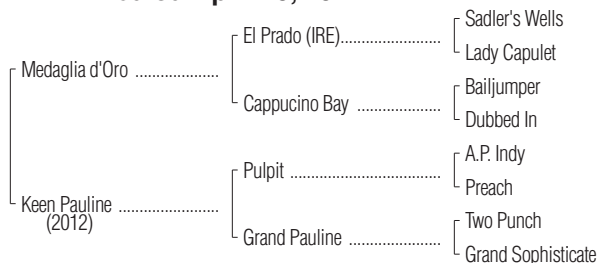 Sadler's Wells
El Prado (IRE)....................
Lady Capulet
Medaglia d'Oro ....................
Bailjumper
Cappucino Bay ....................
Dubbed In
A.P. Indy
Pulpit ....................
Preach
Keen Pauline ....................
(2012)
Two Punch
Grand Pauline ....................
Grand Sophisticate